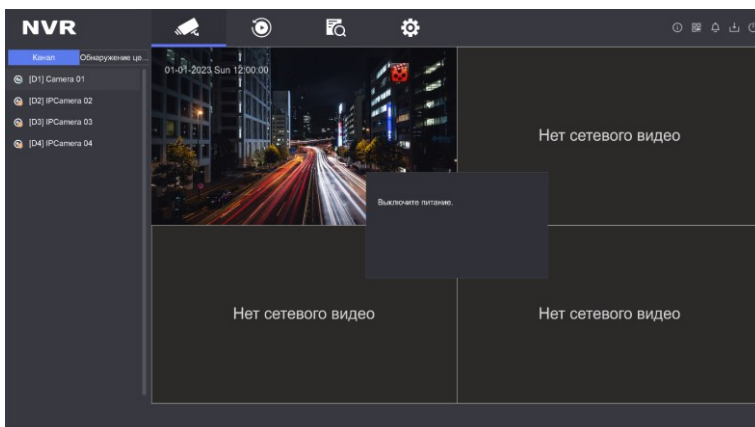 NVR
Канал
Обнаружение це...
[D1] Camera 01
[D2] IPCamera 02
[D3] IPCamera 03
[D4] IPCamera 04
01-01-2023 Sun 12:00:00
Нет сетевого видео
Выключите питание.
Нет сетевого видео
Нет сетевого видео